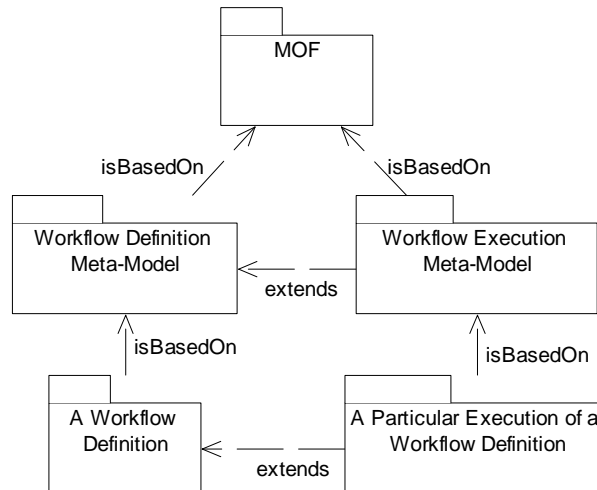 MOF
isBasedOn
isBasedOn
Workflow Definition
Meta-Model
Workflow Execution
Meta-Model
extends
isBasedOn
isBasedOn
A Workflow
Definition
A Particular Execution of a
Workflow Definition
extends